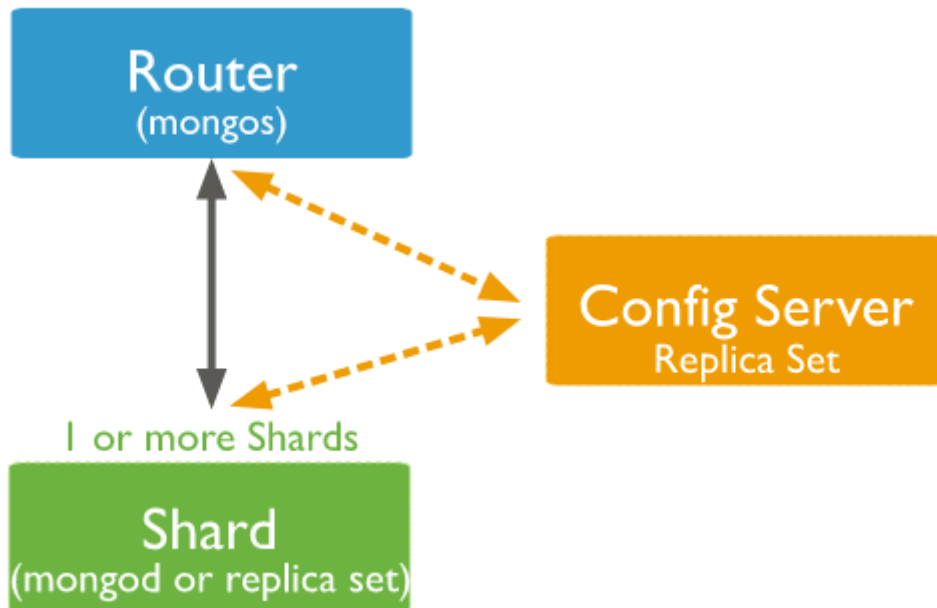 Router
(mongos)
Config Server
Replica Set
1 or more Shards
Shard
(mongod or replica set)